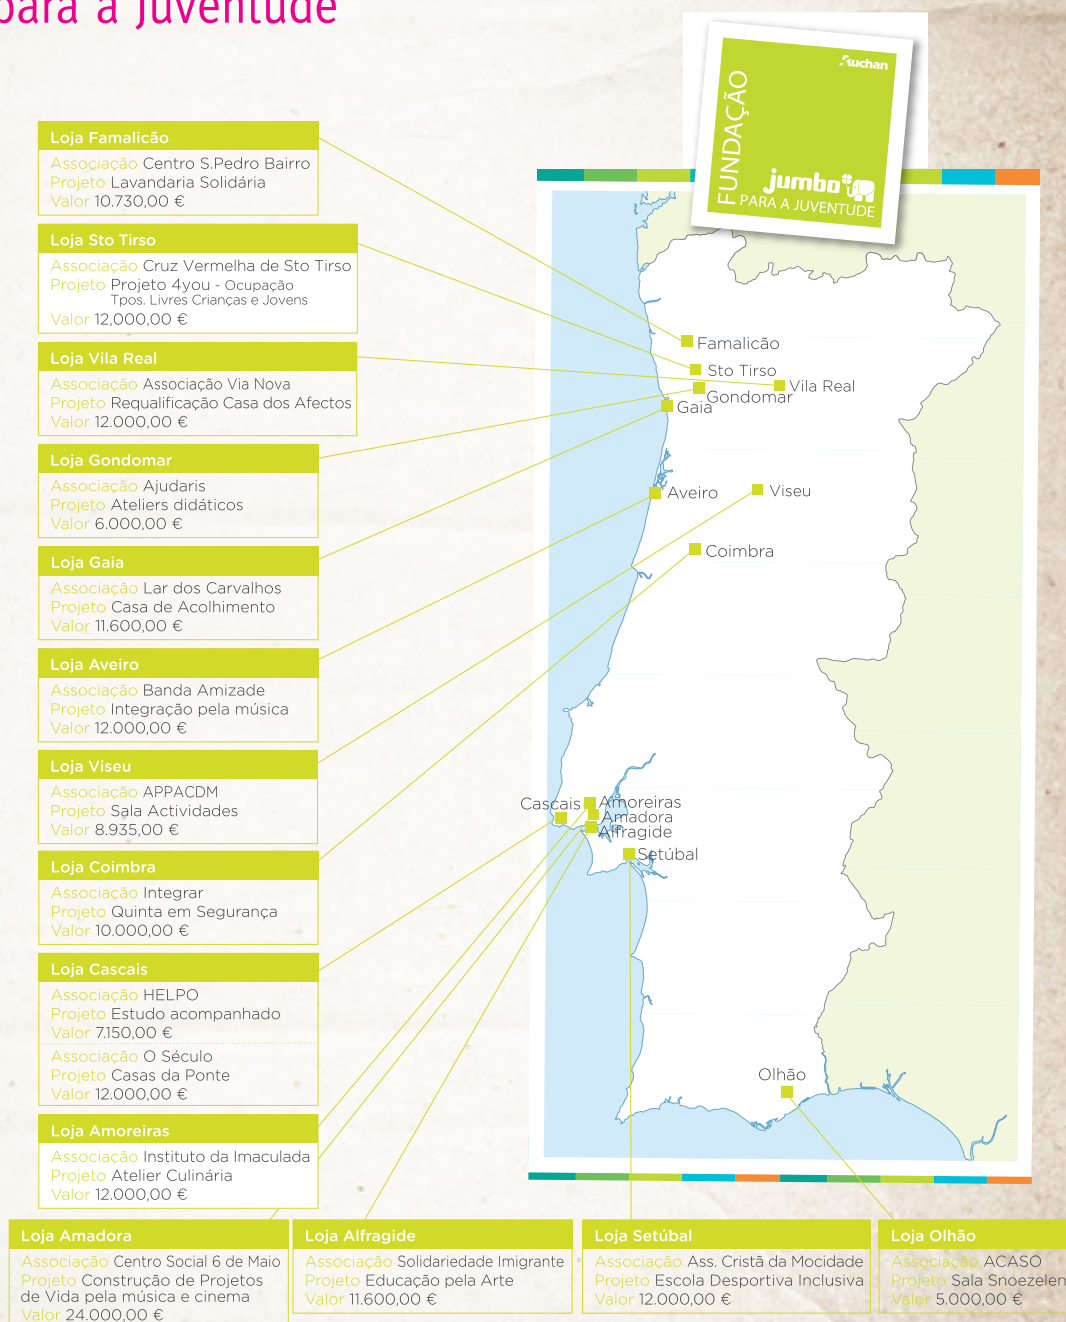 para a juventude
Auchan
FUNDAÇÃO
jumbo
PARA A JUVENTUDE
Loja Famalicão
Associação Centro S.Pedro Bairro
Projeto Lavandaria Solidária
Valor 10.730,00 €
Loja Sto Tirso
Associação Cruz Vermelha de Sto Tirso
Projeto Projeto 4you - Ocupação
Tpos. Livres Crianças e Jovens
Valor 12,000,00 €
Loja Vila Real
Associação Associação Via Nova
Projeto Requalificação Casa dos Afectos
Valor 12.000,00 €
Loja Gondomar
Associação Ajudaris
Projeto Ateliers didáticos
Valor 6.000,00 €
Loja Gaia
Associação Lar dos Carvalhos
Projeto Casa de Acolhimento
Valor 11.600,00 €
Loja Aveiro
Associação Banda Amizade
Projeto Integração pela música
Valor 12.000,00 €
Loja Viseu
Associação APPACDM
Projeto Sala Actividades
Valor 8.935,00 €
Loja Coimbra
Associação Integrar
Projeto Quinta em Segurança
Valor 10.000,00 €
Loja Cascais
Associação HELPO
Projeto Estudo acompanhado
Valor 7.150,00 €
Associação O Século
Projeto Casas da Ponte
Valor 12.000,00 €
Loja Amoreiras
Associação Instituto da Imaculada
Projeto Atelier Culinária
Valor 12.000,00 €
Famalicão
Sto Tirso
Vila Real
Gondomar
Gaia
Aveiro
Viseu
Coimbra
Cascais
Amoreiras
Amadora
Alfragide
Setúbal
Olhão
Loja Amadora
Associação Centro Social 6 de Maio
Projeto Construção de Projetos
de Vida pela música e cinema
Valor 24.000,00 €
Loja Alfragide
Associação Solidariedade Imigrante
Projeto Educação pela Arte
Valor 11.600,00 €
Loja Setúbal
Associação Ass. Cristã da Mocidade
Projeto Escola Desportiva Inclusiva
Valor 12.000,00 €
Loja Olhão
Associação ACASO
Projeto Sala Snoezelen
Valor 5.000,00 €